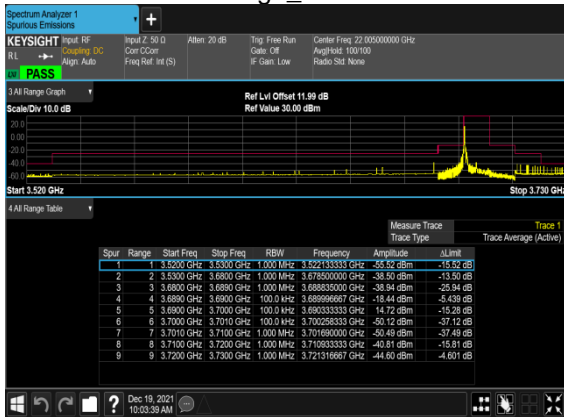 Spectrum Analyzer 1
Spurious Emissions
KEYSIGHT Input: RF Input Z: 50 Ω Atten: 20 dB Trig: Free Run Center Freq: 22.005000000 GHz
RL Coupling: DC Corr CCorr Gate: Off Avg|Hold: 100/100
Align: Auto Freq Ref: Int (S) IF Gain: Low Radio Std: None
PASS
3 All Range Graph Ref Lvl Offset 11.99 dB
Scale/Div 10.0 dB Ref Value 30.00 dBm
20.0
0.00
-20.0
-40.0
-60.0
Start 3.520 GHz Stop 3.730 GHz
4 All Range Table
Measure Trace Trace 1
Trace Type Trace Average (Active)
Spur Range Start Freq Stop Freq RBW Frequency Amplitude ΔLimit
1 1 3.5200 GHz 3.5300 GHz 1.000 MHz 3.522133333 GHz -55.52 dBm -15.52 dB
2 2 3.5300 GHz 3.6800 GHz 1.000 MHz 3.678500000 GHz -38.50 dBm -13.50 dB
3 3 3.6800 GHz 3.6890 GHz 1.000 MHz 3.688835000 GHz -38.94 dBm -25.94 dB
4 4 3.6890 GHz 3.6900 GHz 100.0 kHz 3.689996667 GHz -18.44 dBm -5.439 dB
5 5 3.6900 GHz 3.7000 GHz 100.0 kHz 3.690333333 GHz 14.72 dBm -15.28 dB
6 6 3.7000 GHz 3.7010 GHz 100.0 kHz 3.700258333 GHz -50.12 dBm -37.12 dB
7 7 3.7010 GHz 3.7100 GHz 1.000 MHz 3.701690000 GHz -50.49 dBm -37.49 dB
8 8 3.7100 GHz 3.7200 GHz 1.000 MHz 3.710933333 GHz -40.81 dBm -15.81 dB
9 9 3.7200 GHz 3.7300 GHz 1.000 MHz 3.721316667 GHz -44.60 dBm -4.601 dB
? Dec 19, 2021
10:03:39 AM